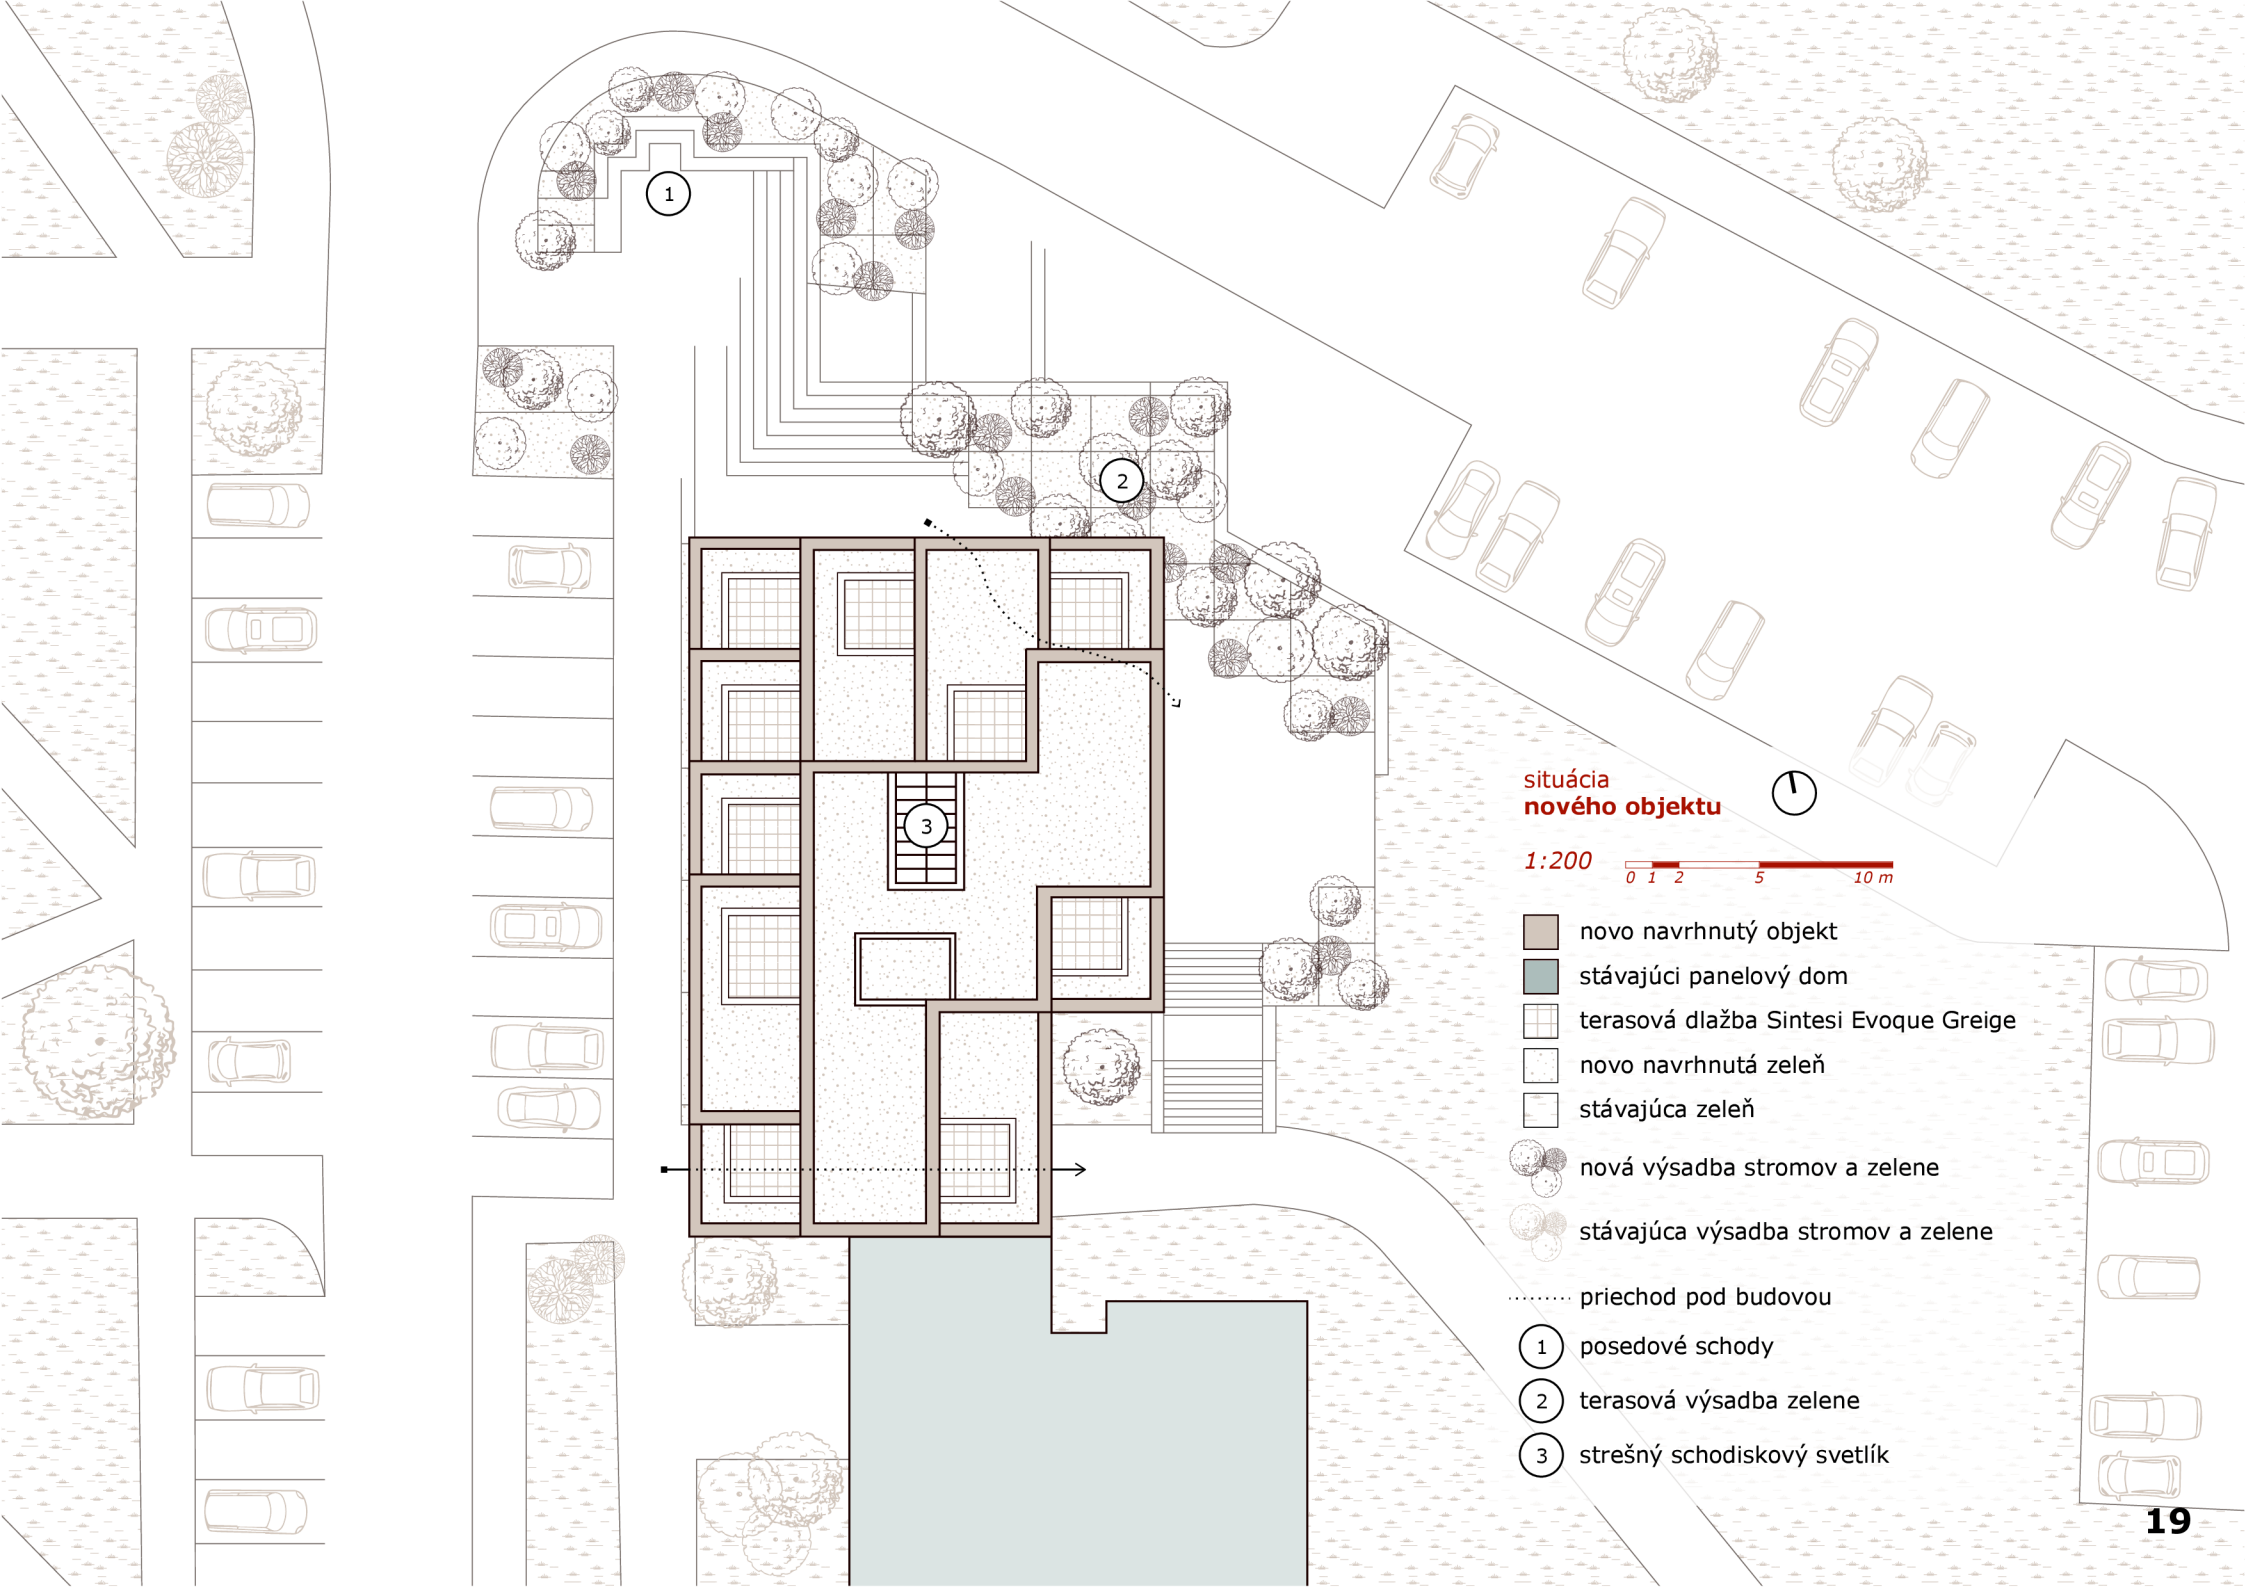 1
2
3
situácia
nového objektu
1:200
0 1 2 5 10 m
novo navrhnutý objekt
stávajúci panelový dom
terasová dlažba Sintesi Evoque Greige
novo navrhnutá zeleň
stávajúca zeleň
nová výsadba stromov a zelene
stávajúca výsadba stromov a zelene
priechod pod budovou
1 posedové schody
2 terasová výsadba zelene
3 strešný schodiskový svetlík
19